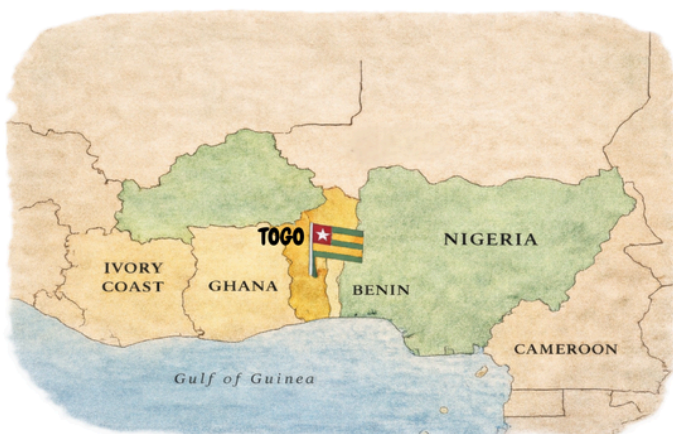 TOGO
NIGERIA
IVORY
COAST
GHANA
BENIN
CAMEROON
Gulf of Guinea